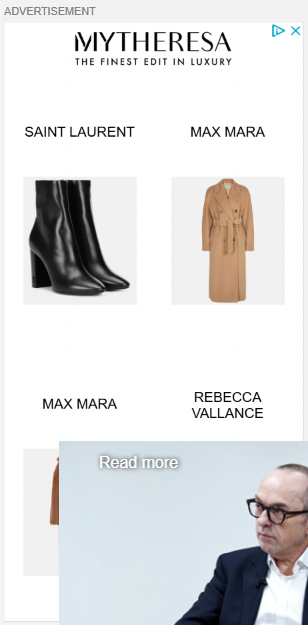 ADVERTISEMENT
MYTHERESA
THE FINEST EDIT IN LUXURY
SAINT LAURENT
MAX MARA
MAX MARA
REBECCA
VALLANCE
Read more